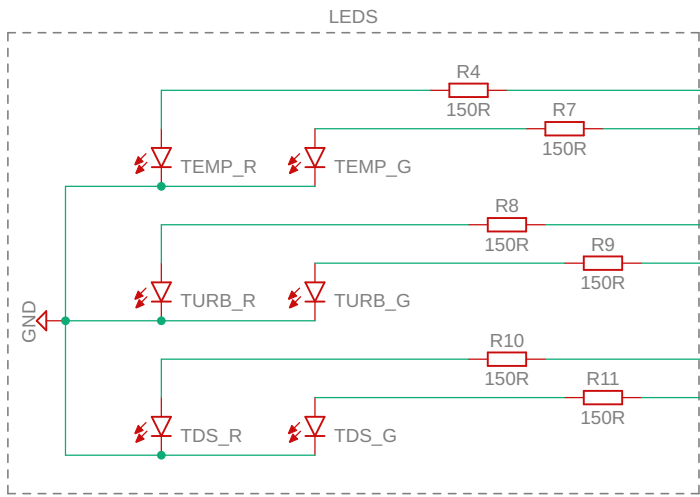 LEDS
R4
150R
R7
150R
TEMP_R
TEMP_G
R8
150R
R9
150R
TURB_R
TURB_G
GND
R10
150R
R11
150R
TDS_R
TDS_G